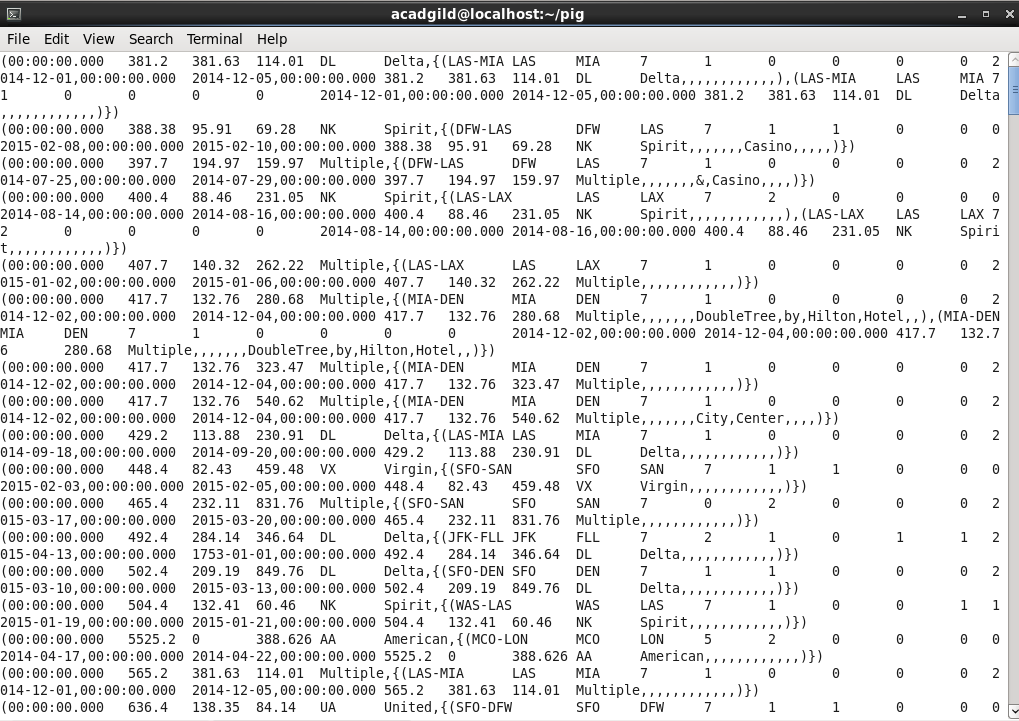 acadgild@localhost:~/pig
File Edit View Search Terminal Help
(00:00:00.000   381.2   381.63  114.01  DL      Delta,{(LAS-MIA LAS     MIA     7       1       0       0       0   2
014-12-01,00:00:00.000  2014-12-05,00:00:00.000 381.2   381.63  114.01  DL      Delta,,,,,,,,,,,,),(LAS-MIA     LAS     MIA 7
1       0       0       0       0       2014-12-01,00:00:00.000 2014-12-05,00:00:00.000 381.2   381.63  114.01  DL      Delta
,,,,,,,,,,,,)})
(00:00:00.000   388.38  95.91   69.28   NK      Spirit,{(DFW-LAS        DFW     LAS     7       1       1       0       0   0
2015-02-08,00:00:00.000 2015-02-10,00:00:00.000 388.38  95.91   69.28   NK      Spirit,,,,,,,Casino,,,,,)})
(00:00:00.000   397.7   194.97  159.97  Multiple,{(DFW-LAS      DFW     LAS     7       1       0       0       0   2
014-07-25,00:00:00.000  2014-07-29,00:00:00.000 397.7   194.97  159.97  Multiple,,,,,,,&,Casino,,,,)})
(00:00:00.000   400.4   88.46   231.05  NK      Spirit,{(LAS-LAX        LAS     LAX     7       2       0       0       0   0
2014-08-14,00:00:00.000 2014-08-16,00:00:00.000 400.4   88.46   231.05  NK      Spirit,,,,,,,,,,,,),(LAS-LAX    LAS     LAX 7
2       0       0       0       0       2014-08-14,00:00:00.000 2014-08-16,00:00:00.000 400.4   88.46   231.05  NK      Spiri
t,,,,,,,,,,,,)})
(00:00:00.000   407.7   140.32  262.22  Multiple,{(LAS-LAX      LAS     LAX     7       1       0       0       0   2
015-01-02,00:00:00.000  2015-01-06,00:00:00.000 407.7   140.32  262.22  Multiple,,,,,,,,,,,,)})
(00:00:00.000   417.7   132.76  280.68  Multiple,{(MIA-DEN      MIA     DEN     7       1       0       0       0   2
014-12-02,00:00:00.000  2014-12-04,00:00:00.000 417.7   132.76  280.68  Multiple,,,,,,,DoubleTree,by,Hilton,Hotel,,),(MIA-DEN
MIA     DEN     7       1       0       0       0       0       2014-12-02,00:00:00.000 2014-12-04,00:00:00.000 417.7   132.7
6       280.68  Multiple,,,,,,,DoubleTree,by,Hilton,Hotel,,)})
(00:00:00.000   417.7   132.76  323.47  Multiple,{(MIA-DEN      MIA     DEN     7       1       0       0       0   2
014-12-02,00:00:00.000  2014-12-04,00:00:00.000 417.7   132.76  323.47  Multiple,,,,,,,,,,,,)})
(00:00:00.000   417.7   132.76  540.62  Multiple,{(MIA-DEN      MIA     DEN     7       1       0       0       0   2
014-12-02,00:00:00.000  2014-12-04,00:00:00.000 417.7   132.76  540.62  Multiple,,,,,,,City,Center,,,,)})
(00:00:00.000   429.2   113.88  230.91  DL      Delta,{(LAS-MIA LAS     MIA     7       1       0       0       0   2
014-09-18,00:00:00.000  2014-09-20,00:00:00.000 429.2   113.88  230.91  DL      Delta,,,,,,,,,,,,)})
(00:00:00.000   448.4   82.43   459.48  VX      Virgin,{(SFO-SAN        SFO     SAN     7       1       1       0       0   0
2015-02-03,00:00:00.000 2015-02-05,00:00:00.000 448.4   82.43   459.48  VX      Virgin,,,,,,,,,,,,)})
(00:00:00.000   465.4   232.11  831.76  Multiple,{(SFO-SAN      SFO     SAN     7       0       2       0       0   2
015-03-17,00:00:00.000  2015-03-20,00:00:00.000 465.4   232.11  831.76  Multiple,,,,,,,,,,,,)})
(00:00:00.000   492.4   284.14  346.64  DL      Delta,{(JFK-FLL JFK     FLL     7       2       1       0       1       1   2
015-04-13,00:00:00.000  1753-01-01,00:00:00.000 492.4   284.14  346.64  DL      Delta,,,,,,,,,,,,)})
(00:00:00.000   502.4   209.19  849.76  DL      Delta,{(SFO-DEN SFO     DEN     7       1       1       0       0       0   2
015-03-10,00:00:00.000  2015-03-13,00:00:00.000 502.4   209.19  849.76  DL      Delta,,,,,,,,,,,,)})
(00:00:00.000   504.4   132.41  60.46   NK      Spirit,{(WAS-LAS        WAS     LAS     7       1       0       0       1   1
2015-01-19,00:00:00.000 2015-01-21,00:00:00.000 504.4   132.41  60.46   NK      Spirit,,,,,,,,,,,,)})
(00:00:00.000   5525.2  0       388.626 AA      American,{(MCO-LON      MCO     LON     5       2       0       0       0   0
2014-04-17,00:00:00.000 2014-04-22,00:00:00.000 5525.2  0       388.626 AA      American,,,,,,,,,,,,)})
(00:00:00.000   565.2   381.63  114.01  Multiple,{(LAS-MIA      LAS     MIA     7       1       0       0       0   2
014-12-01,00:00:00.000  2014-12-05,00:00:00.000 565.2   381.63  114.01  Multiple,,,,,,,,,,,,)})
(00:00:00.000   636.4   138.35  84.14   UA      United,{(SFO-DFW        SFO     DFW     7       1       1       0       0   0